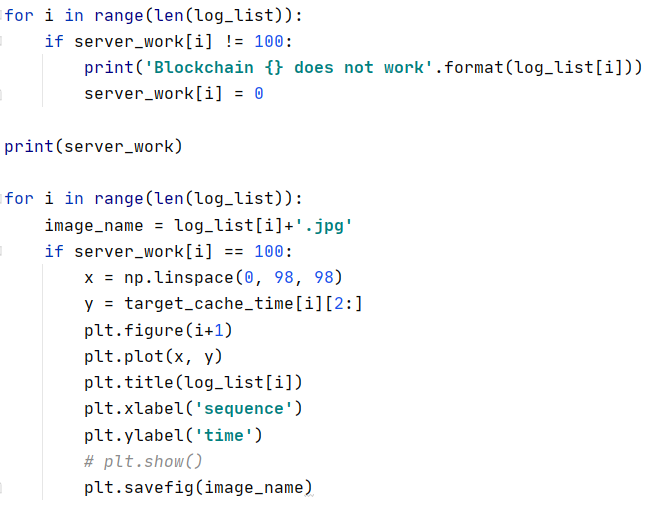 for i in range(len(log_list)):
    if server_work[i] != 100:
        print('Blockchain {} does not work'.format(log_list[i]))
        server_work[i] = 0

print(server_work)

for i in range(len(log_list)):
    image_name = log_list[i]+'.jpg'
    if server_work[i] == 100:
        x = np.linspace(0, 98, 98)
        y = target_cache_time[i][2:]
        plt.figure(i+1)
        plt.plot(x, y)
        plt.title(log_list[i])
        plt.xlabel('sequence')
        plt.ylabel('time')
        # plt.show()
        plt.savefig(image_name)